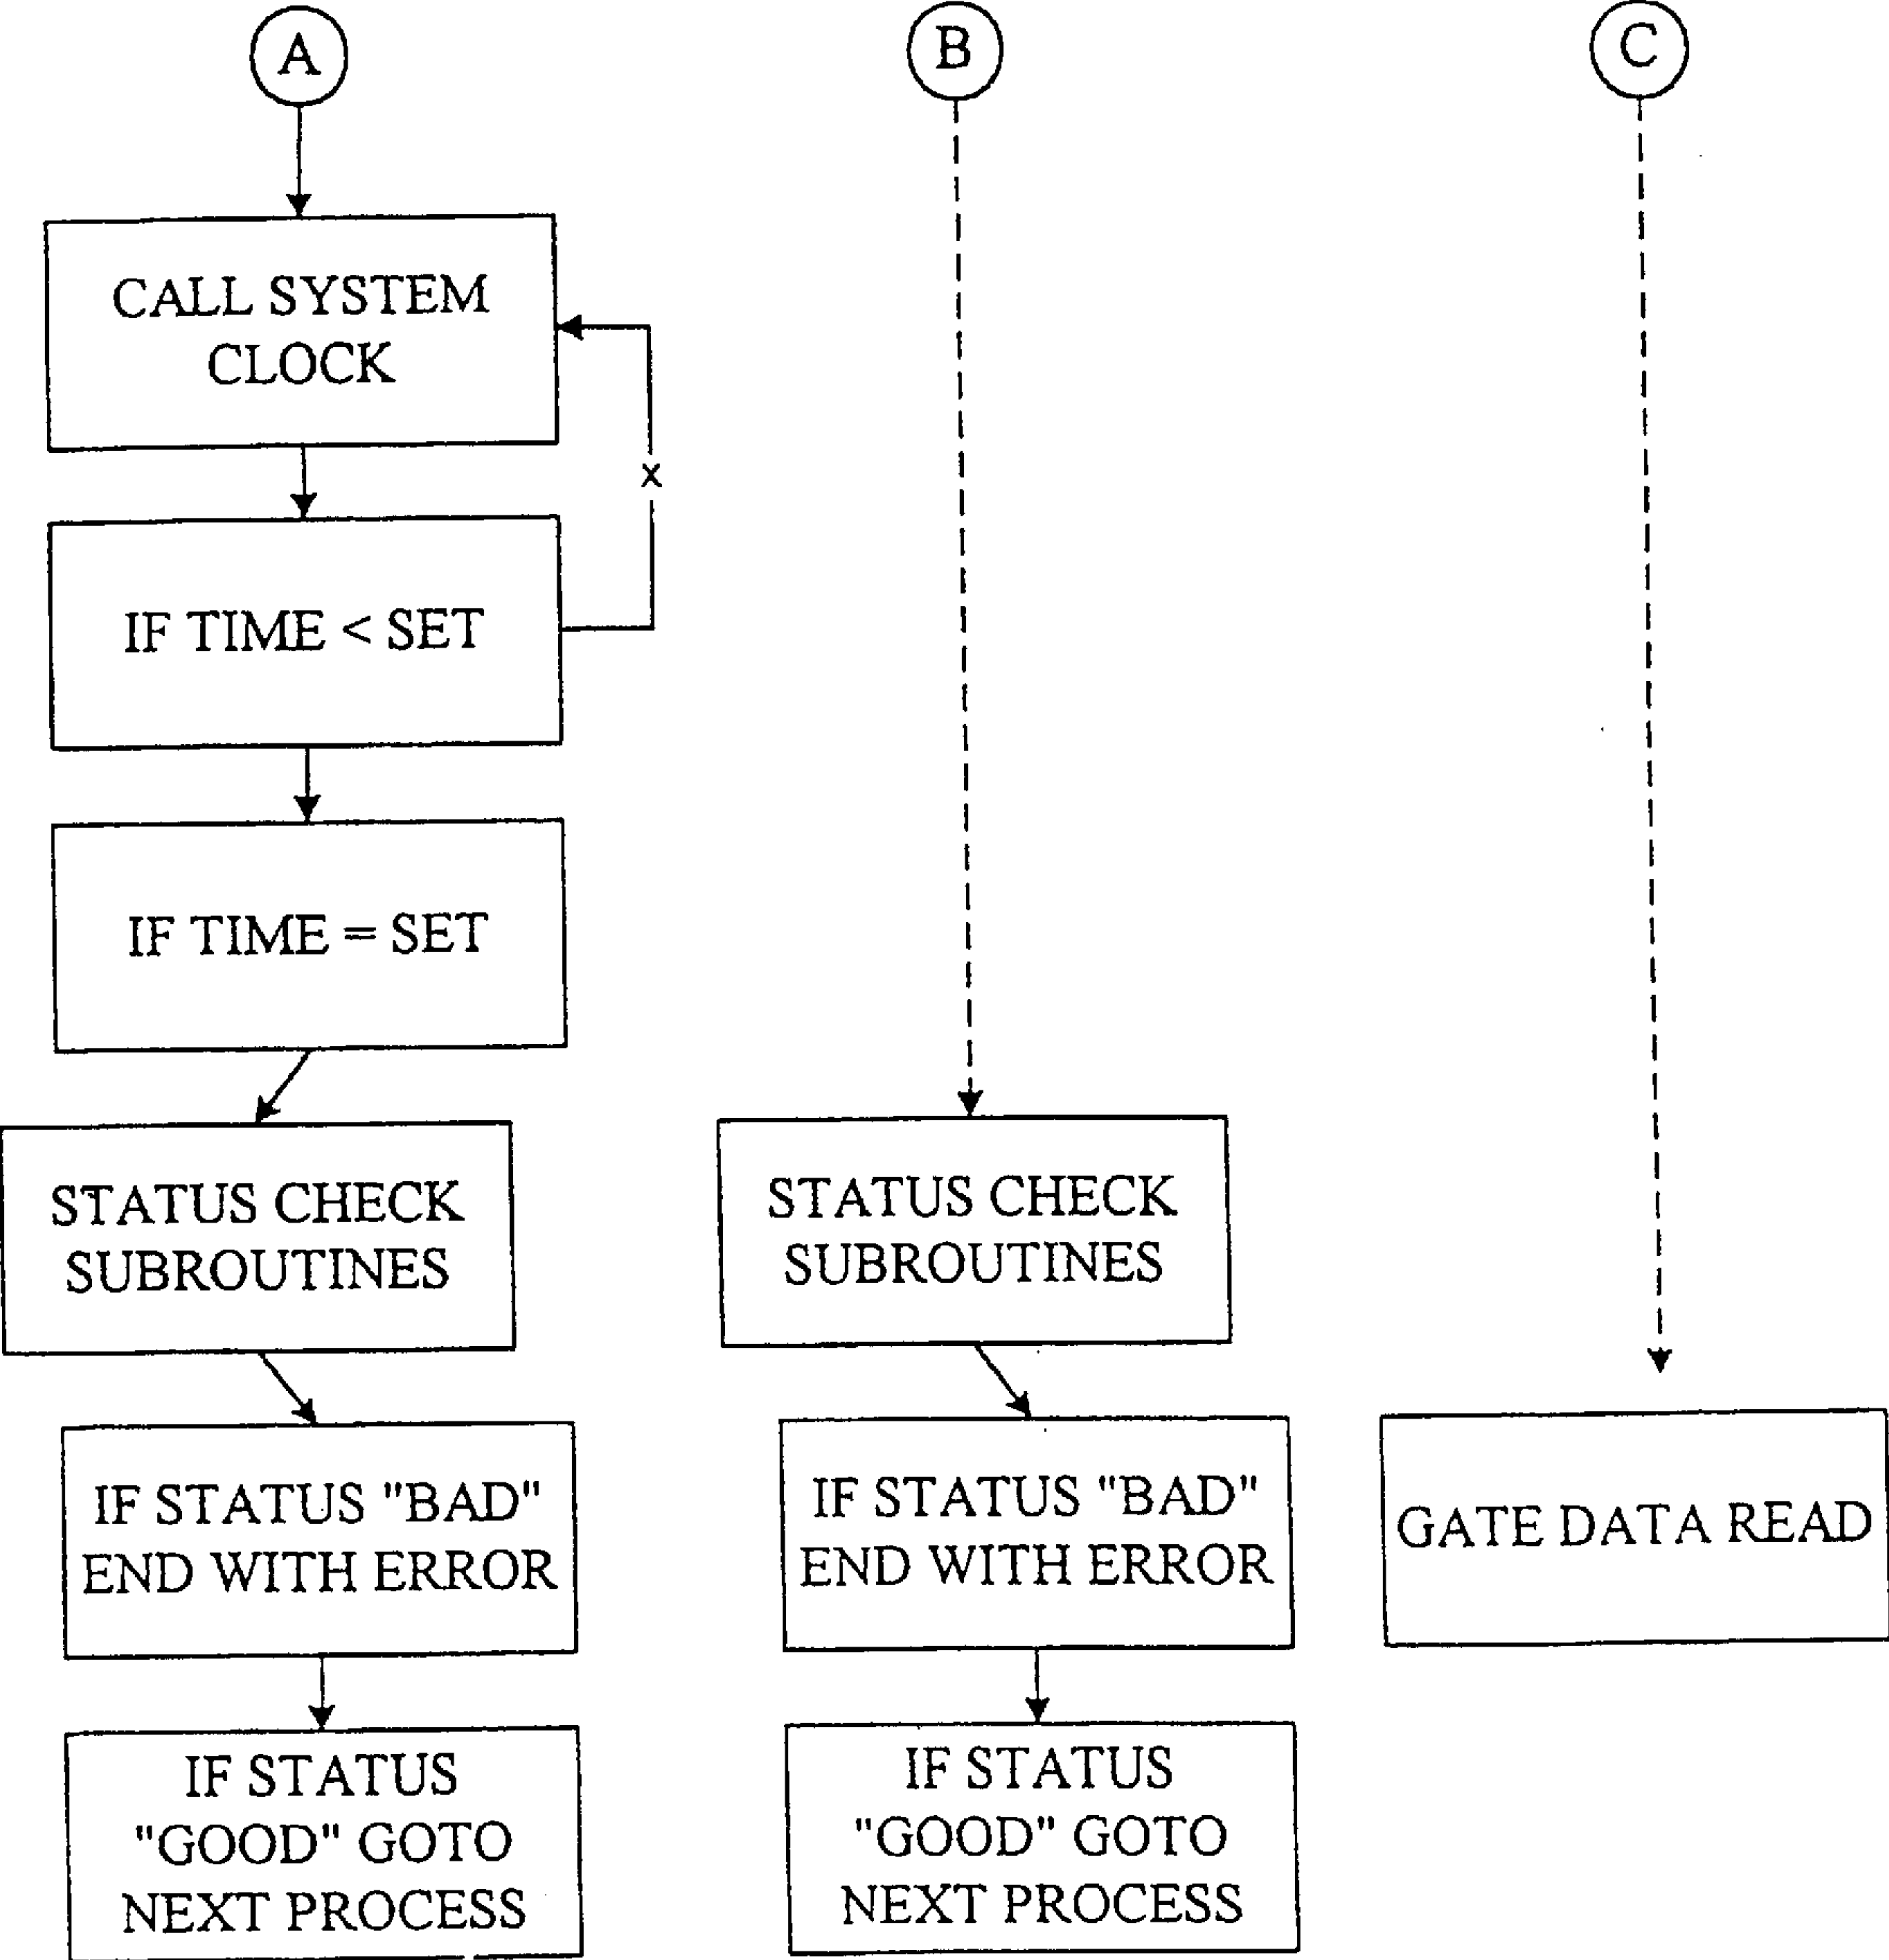 A
B
C
CALL SYSTEM
CLOCK
x
IF TIME < SET
IF TIME = SET
STATUS CHECK
SUBROUTINES
STATUS CHECK
SUBROUTINES
IF STATUS "BAD"
END WITH ERROR
IF STATUS "BAD"
END WITH ERROR
GATE DATA READ
IF STATUS
"GOOD" GOTO
NEXT PROCESS
IF STATUS
"GOOD" GOTO
NEXT PROCESS